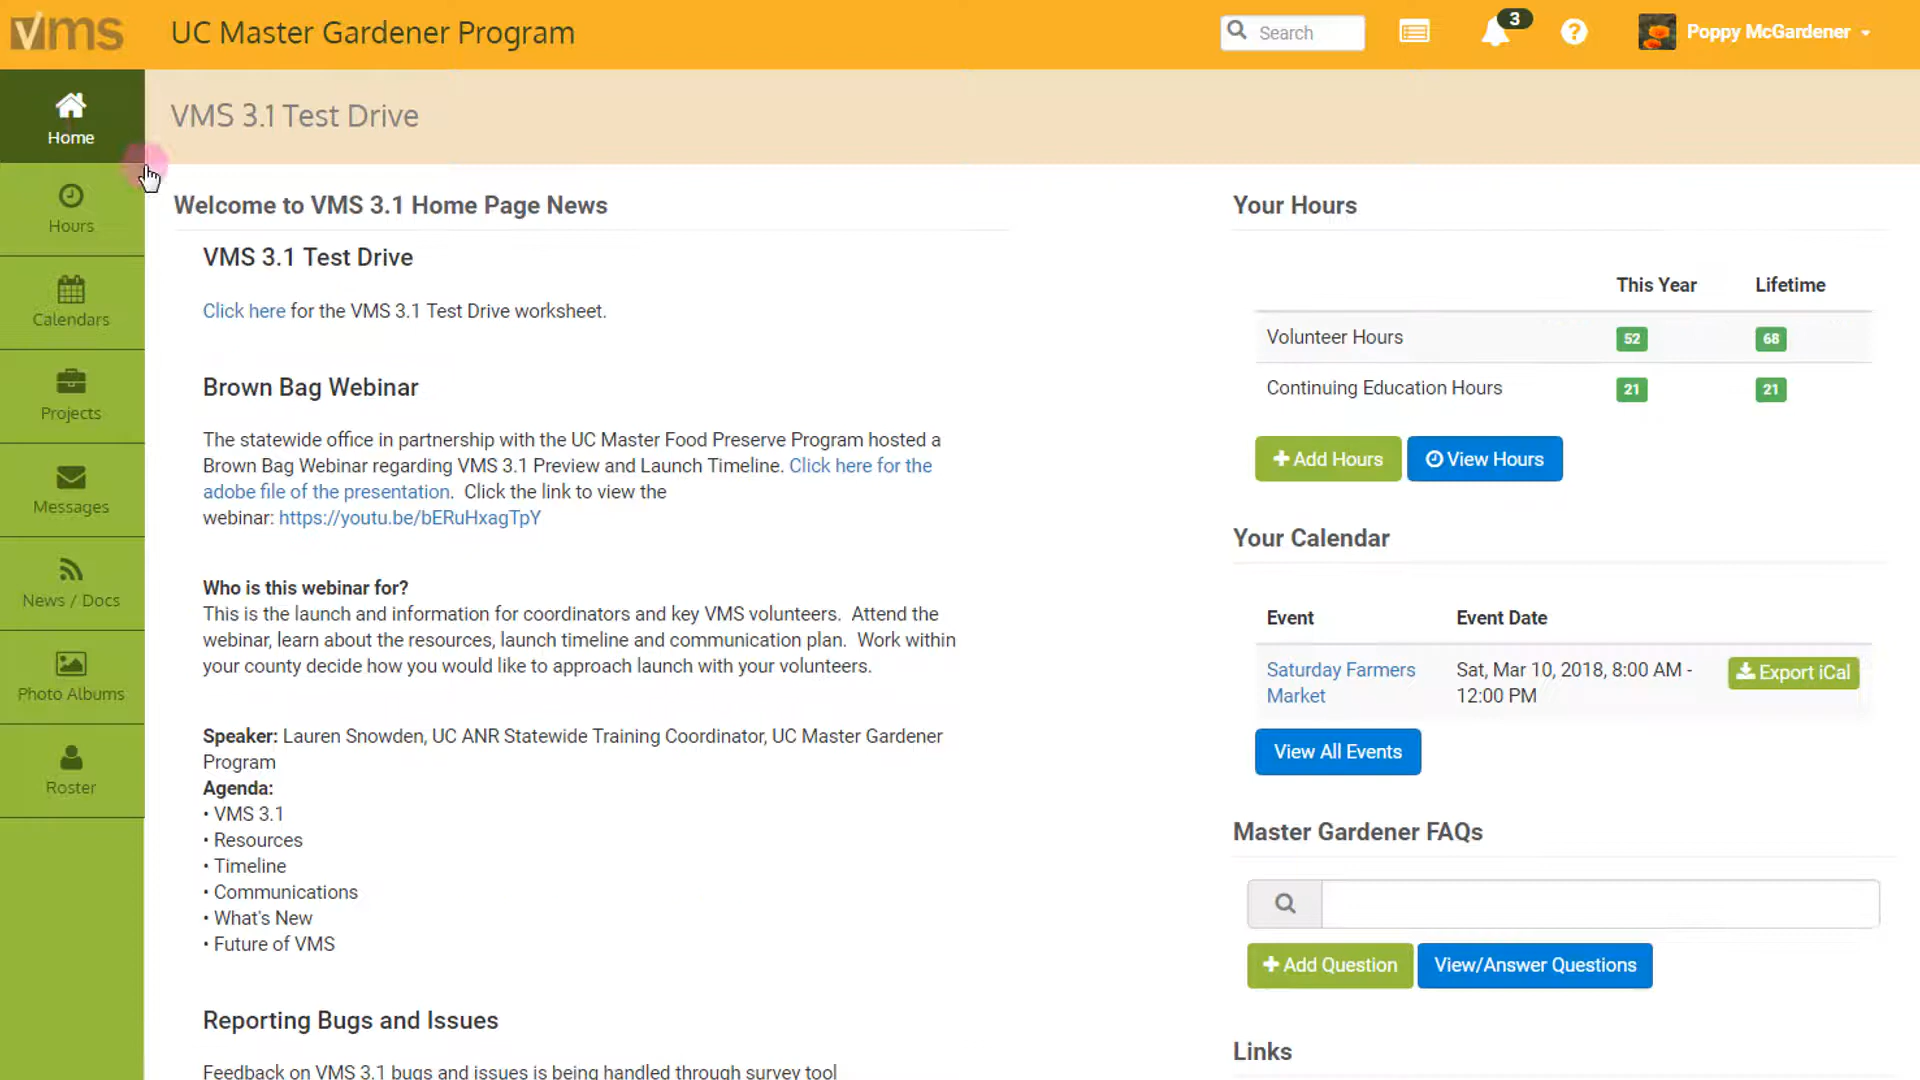 vms
UC Master Gardener Program
Search
3
Poppy McGardener
Home
Hours
Calendars
Projects
Messages
News / Docs
Photo Albums
Roster
VMS 3.1 Test Drive
Welcome to VMS 3.1 Home Page News
VMS 3.1 Test Drive
Click here for the VMS 3.1 Test Drive worksheet.
Brown Bag Webinar
The statewide office in partnership with the UC Master Food Preserve Program hosted a
Brown Bag Webinar regarding VMS 3.1 Preview and Launch Timeline. Click here for the
adobe file of the presentation.  Click the link to view the
webinar: https://youtu.be/bERuHxagTpY
Who is this webinar for?
This is the launch and information for coordinators and key VMS volunteers.  Attend the
webinar, learn about the resources, launch timeline and communication plan.  Work within
your county decide how you would like to approach launch with your volunteers.
Speaker: Lauren Snowden, UC ANR Statewide Training Coordinator, UC Master Gardener
Program
Agenda:
• VMS 3.1
• Resources
• Timeline
• Communications
• What's New
• Future of VMS
Reporting Bugs and Issues
Feedback on VMS 3.1 bugs and issues is being handled through survey tool
Your Hours
This Year Lifetime
Volunteer Hours 52 68
Continuing Education Hours 21 21
Add Hours View Hours
Your Calendar
Event Event Date
Saturday Farmers Sat, Mar 10, 2018, 8:00 AM - Export iCal
Market 12:00 PM
View All Events
Master Gardener FAQs
Add Question View/Answer Questions
Links